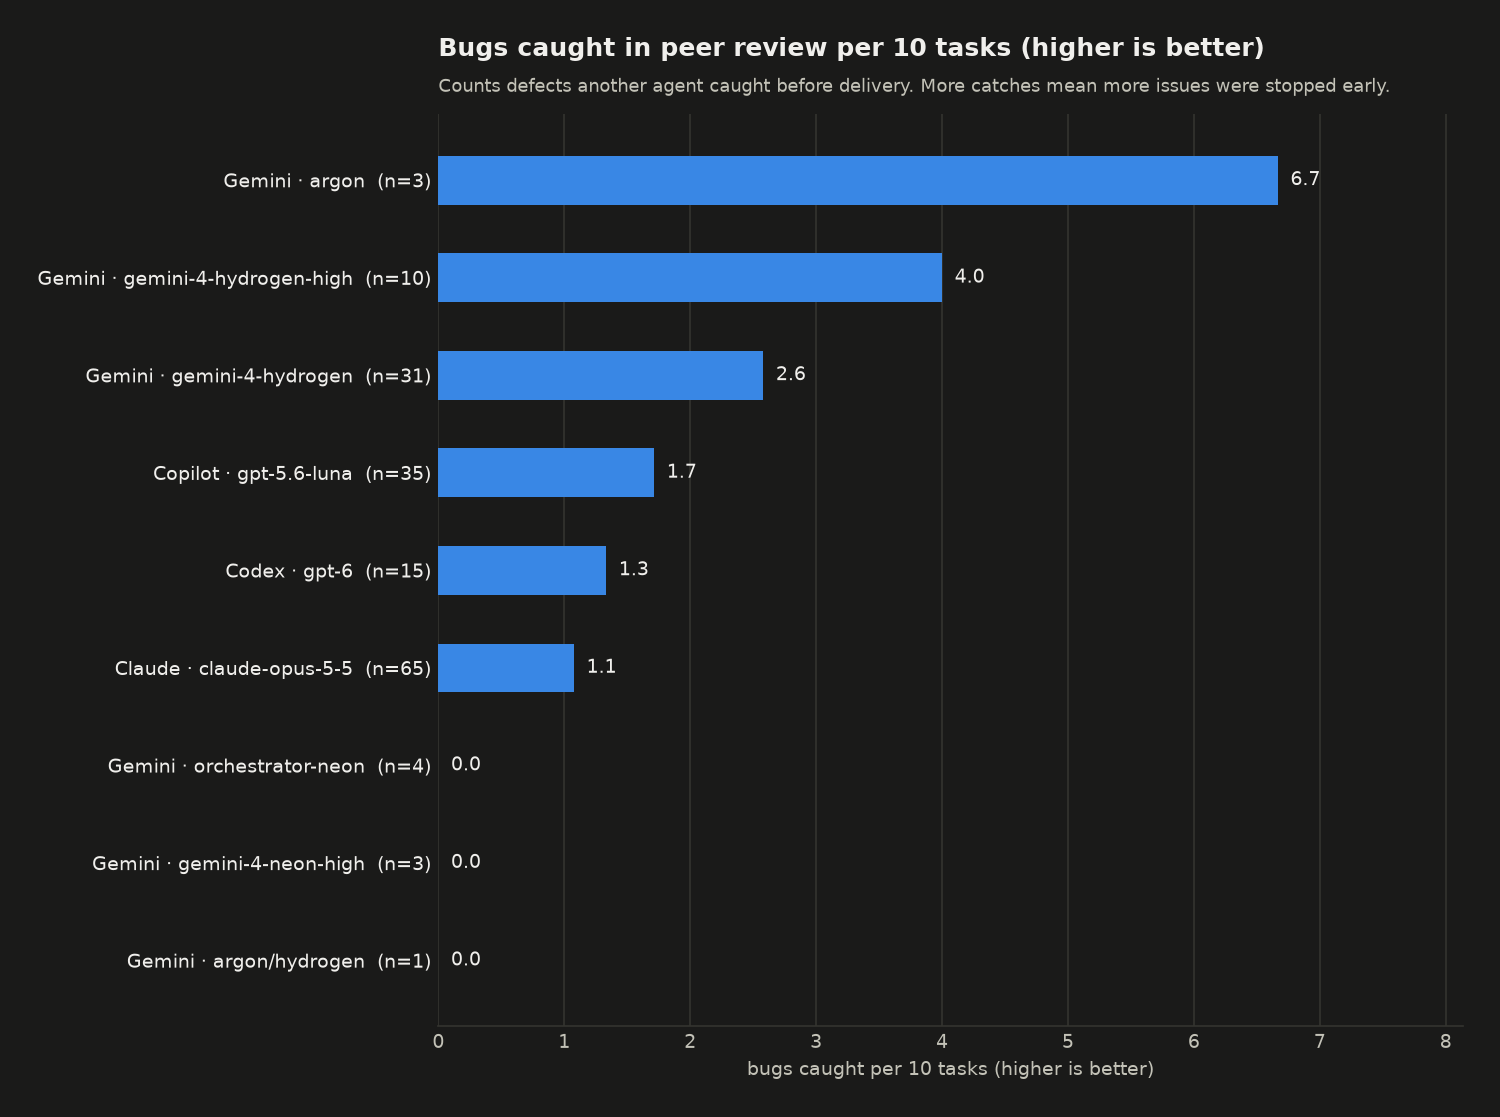 Bugs caught in peer review per 10 tasks (higher is better)
Counts defects another agent caught before delivery. More catches mean more issues were stopped early.
Gemini · argon (n=3) 6.7
Gemini · gemini-4-hydrogen-high (n=10) 4.0
Gemini · gemini-4-hydrogen (n=31) 2.6
Copilot · gpt-5.6-luna (n=35) 1.7
Codex · gpt-6 (n=15) 1.3
Claude · claude-opus-5-5 (n=65) 1.1
Gemini · orchestrator-neon (n=4) 0.0
Gemini · gemini-4-neon-high (n=3) 0.0
Gemini · argon/hydrogen (n=1) 0.0
0 1 2 3 4 5 6 7 8
bugs caught per 10 tasks (higher is better)